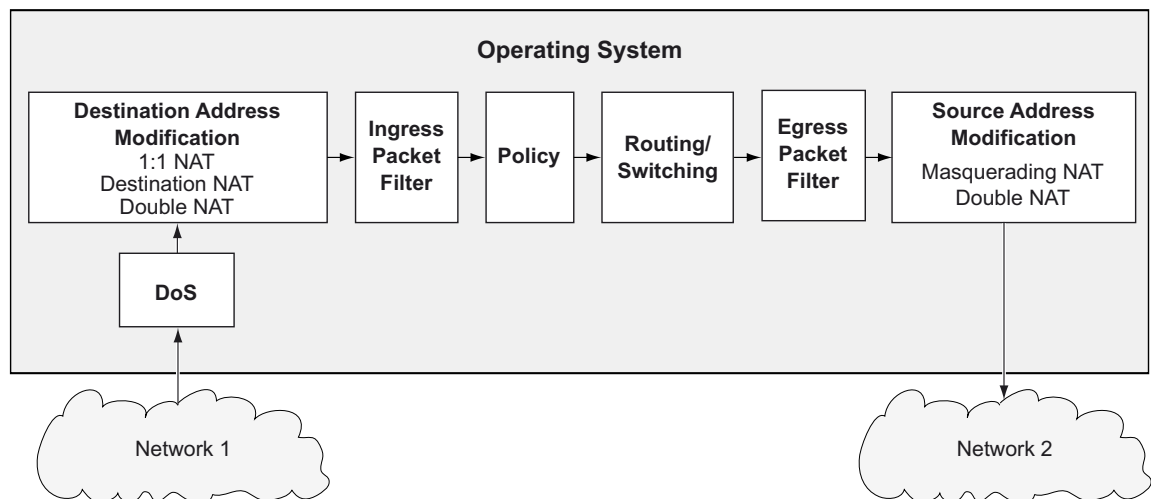 Operating System
Destination Address
Modification
1:1 NAT
Destination NAT
Double NAT
Ingress
Packet
Filter
Policy
Routing/
Switching
Egress
Packet
Filter
Source Address
Modification
Masquerading NAT
Double NAT
DoS
Network 1
Network 2